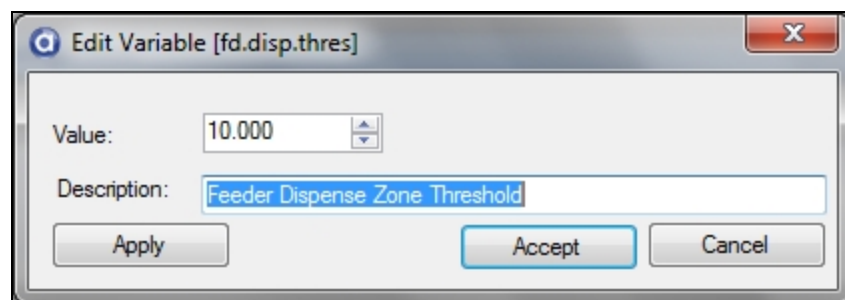 Edit Variable [fd.disp.thres]
Value: 10.000
Description: Feeder Dispense Zone Threshold
Apply Accept Cancel